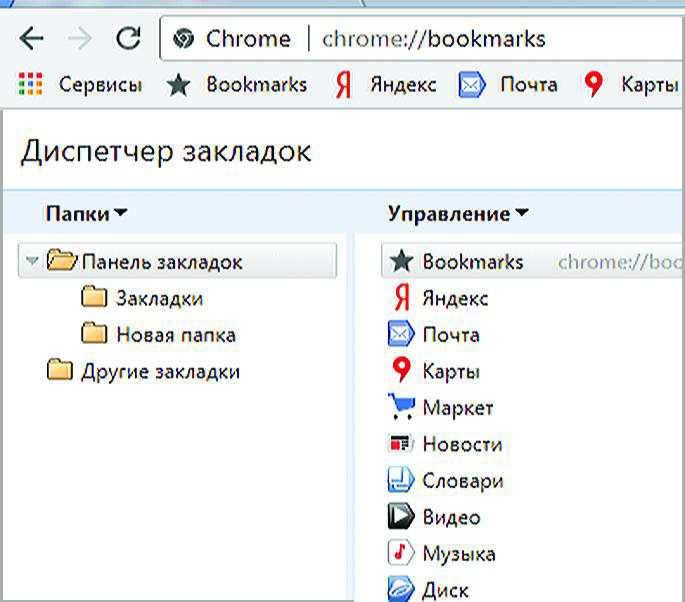 Chrome chrome://bookmarks
Сервисы Bookmarks Яндекс Почта Карты
Диспетчер закладок
Папки Управление
Панель закладок
Закладки
Новая папка
Другие закладки
Bookmarks chrome://boo
Яндекс
Почта
Карты
Маркет
Новости
Словари
Видео
Музыка
Диск